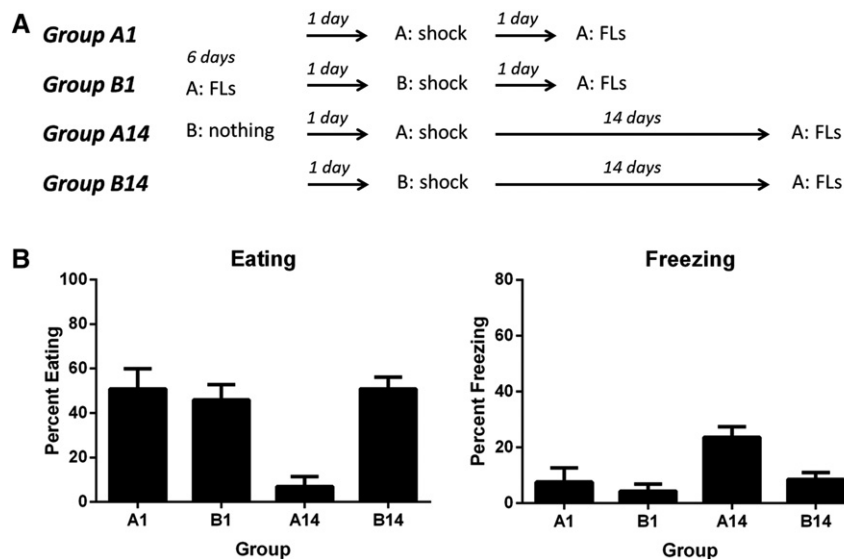 A
Group A1 1 day A: shock 1 day A: FLs
6 days
Group B1 A: FLs 1 day B: shock 1 day A: FLs
Group A14 B: nothing 1 day A: shock 14 days A: FLs
Group B14 1 day B: shock 14 days A: FLs
B
Eating
Percent Eating
100
80
60
40
20
0
A1 B1 A14 B14
Group
Freezing
Percent Freezing
80
60
40
20
0
A1 B1 A14 B14
Group